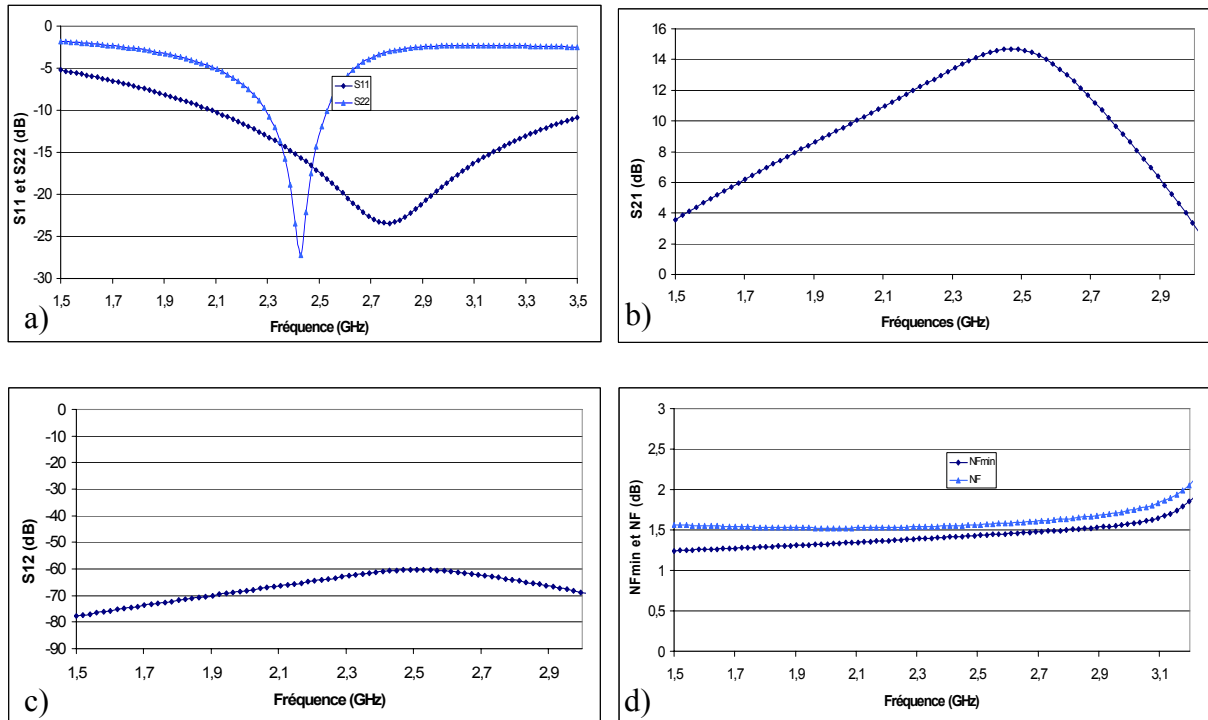 0
-5
-10
-15
-20
-25
-30
S11 et S22 (dB)
S11
S22
1,5 1,7 1,9 2,1 2,3 2,5 2,7 2,9 3,1 3,3 3,5
Fréquence (GHz)
a)
16
14
12
10
8
6
4
2
0
S21 (dB)
1,5 1,7 1,9 2,1 2,3 2,5 2,7 2,9
Fréquences (GHz)
b)
0
-10
-20
-30
-40
-50
-60
-70
-80
-90
S12 (dB)
1,5 1,7 1,9 2,1 2,3 2,5 2,7 2,9
Fréquence (GHz)
c)
3
2,5
2
1,5
1
0,5
0
NFmin et NF (dB)
NFmin
NF
1,5 1,7 1,9 2,1 2,3 2,5 2,7 2,9 3,1
Fréquence (GHz)
d)